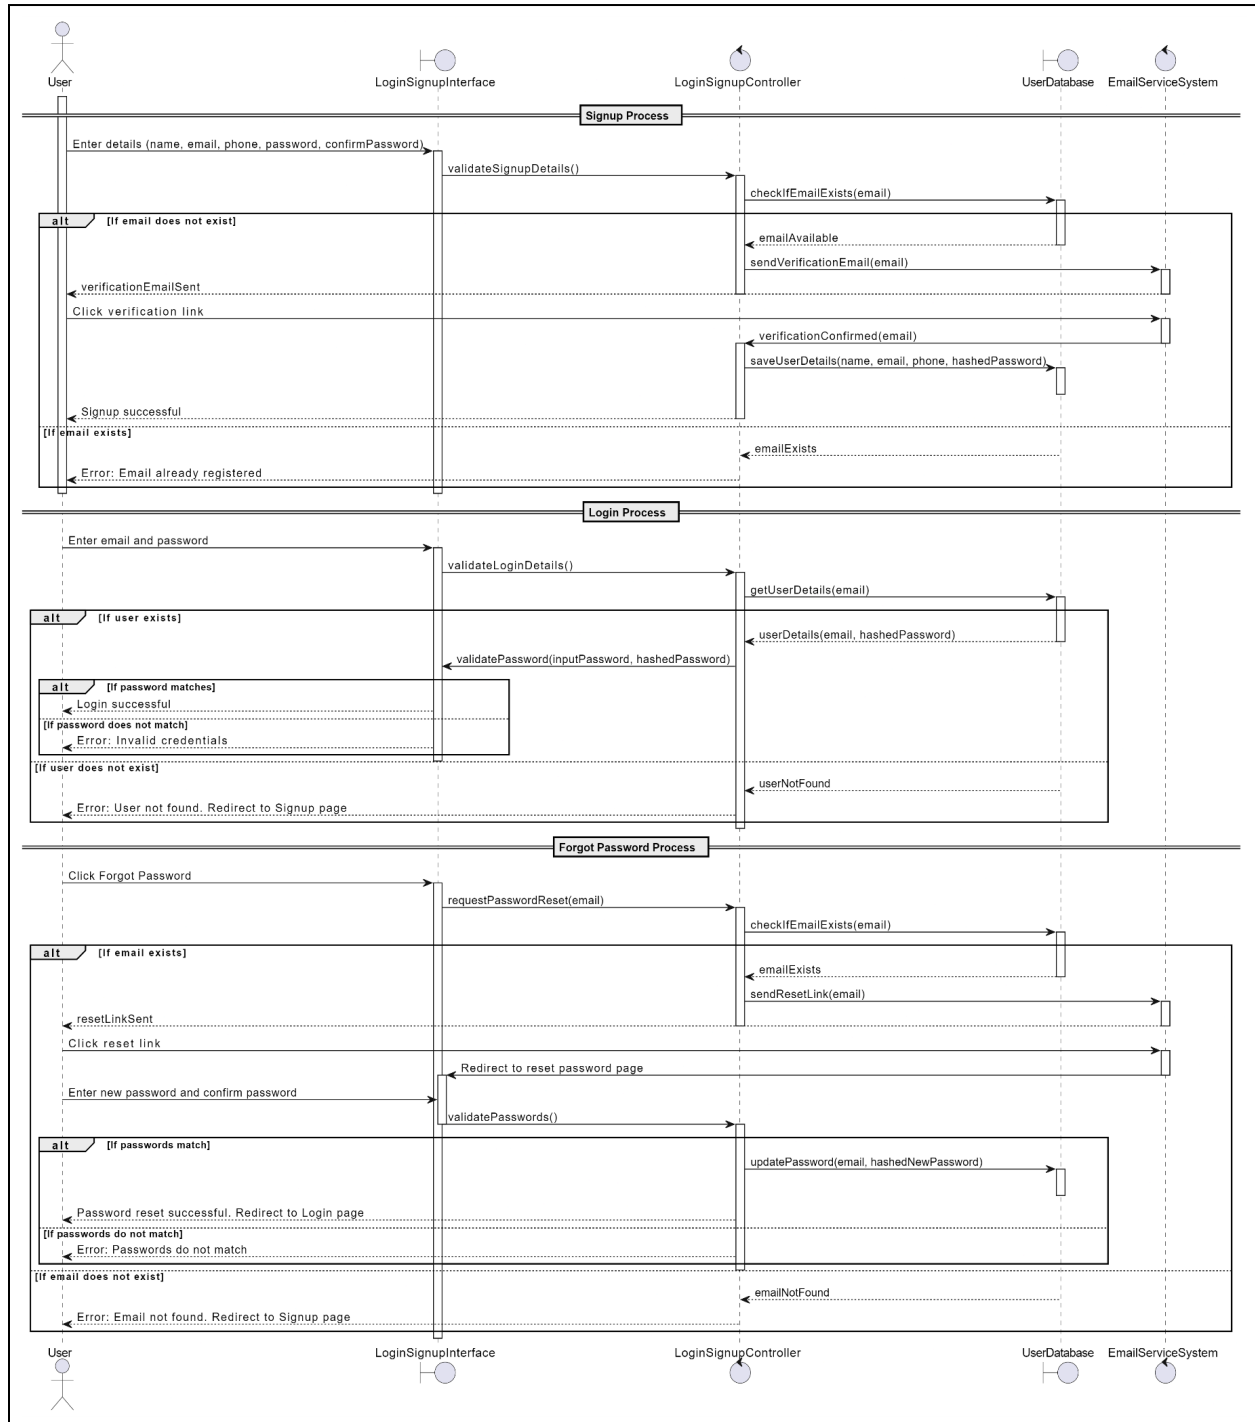 User
LoginSignupInterface
LoginSignupController
UserDatabase
EmailServiceSystem
Signup Process
Enter details (name, email, phone, password, confirmPassword)
validateSignupDetails()
checkIfEmailExists(email)
alt [If email does not exist]
emailAvailable
sendVerificationEmail(email)
verificationEmailSent
Click verification link
verificationConfirmed(email)
saveUserDetails(name, email, phone, hashedPassword)
Signup successful
[If email exists]
emailExists
Error: Email already registered
Login Process
Enter email and password
validateLoginDetails()
getUserDetails(email)
alt [If user exists]
userDetails(email, hashedPassword)
validatePassword(inputPassword, hashedPassword)
alt [If password matches]
Login successful
[If password does not match]
Error: Invalid credentials
[If user does not exist]
userNotFound
Error: User not found. Redirect to Signup page
Forgot Password Process
Click Forgot Password
requestPasswordReset(email)
checkIfEmailExists(email)
alt [If email exists]
emailExists
sendResetLink(email)
resetLinkSent
Click reset link
Redirect to reset password page
Enter new password and confirm password
validatePasswords()
alt [If passwords match]
updatePassword(email, hashedNewPassword)
Password reset successful. Redirect to Login page
[If passwords do not match]
Error: Passwords do not match
[If email does not exist]
emailNotFound
Error: Email not found. Redirect to Signup page
User
LoginSignupInterface
LoginSignupController
UserDatabase
EmailServiceSystem